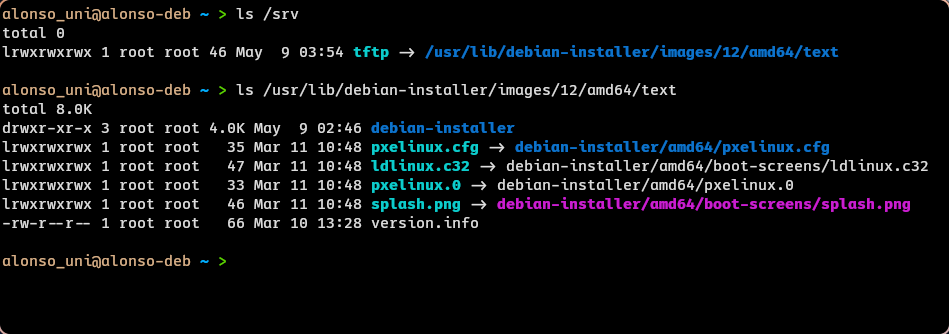 alonso_uni@alonso-deb ~ > ls /srv
total 0
lrwxrwxrwx 1 root root 46 May  9 03:54 tftp -> /usr/lib/debian-installer/images/12/amd64/text
alonso_uni@alonso-deb ~ > ls /usr/lib/debian-installer/images/12/amd64/text
total 8.0K
drwxr-xr-x 3 root root 4.0K May  9 02:46 debian-installer
lrwxrwxrwx 1 root root   35 Mar 11 10:48 pxelinux.cfg -> debian-installer/amd64/pxelinux.cfg
lrwxrwxrwx 1 root root   47 Mar 11 10:48 ldlinux.c32 -> debian-installer/amd64/boot-screens/ldlinux.c32
lrwxrwxrwx 1 root root   33 Mar 11 10:48 pxelinux.0 -> debian-installer/amd64/pxelinux.0
lrwxrwxrwx 1 root root   46 Mar 11 10:48 splash.png -> debian-installer/amd64/boot-screens/splash.png
-rw-r--r-- 1 root root   66 Mar 10 13:28 version.info
alonso_uni@alonso-deb ~ >